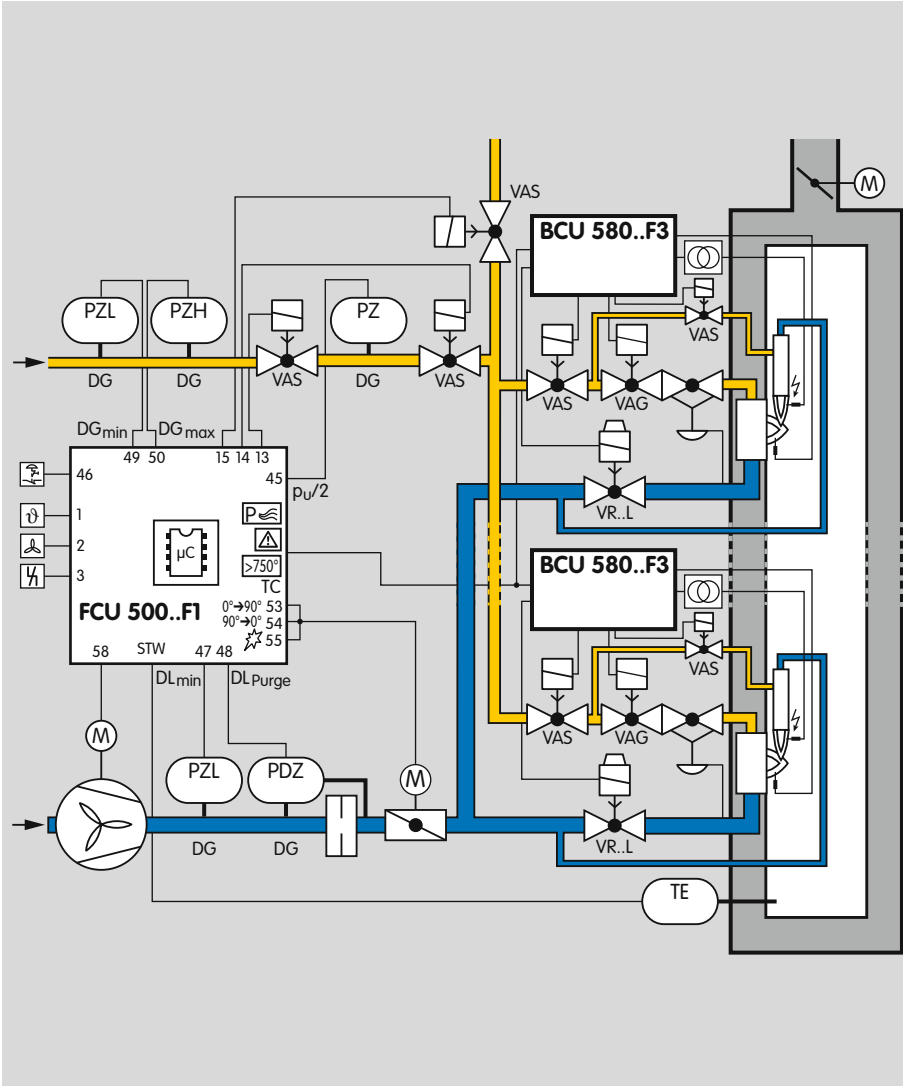 M
VAS
BCU 580..F3
PZL
PZH
PZ
VAS
DG
DG
VAS
DG
VAS
VAS
VAG
DGmin
DGmax
49 50
15 14 13
46
45
pU/2
1
P
VR..L
2
µC
>750°
BCU 580..F3
3
TC
FCU 500..F1
0°→90° 53
90°→0° 54
55
58
STW
47 48
VAS
DLmin
DLPurge
M
VAS
VAG
PZL
PDZ
M
DG
DG
VR..L
TE
ϑ